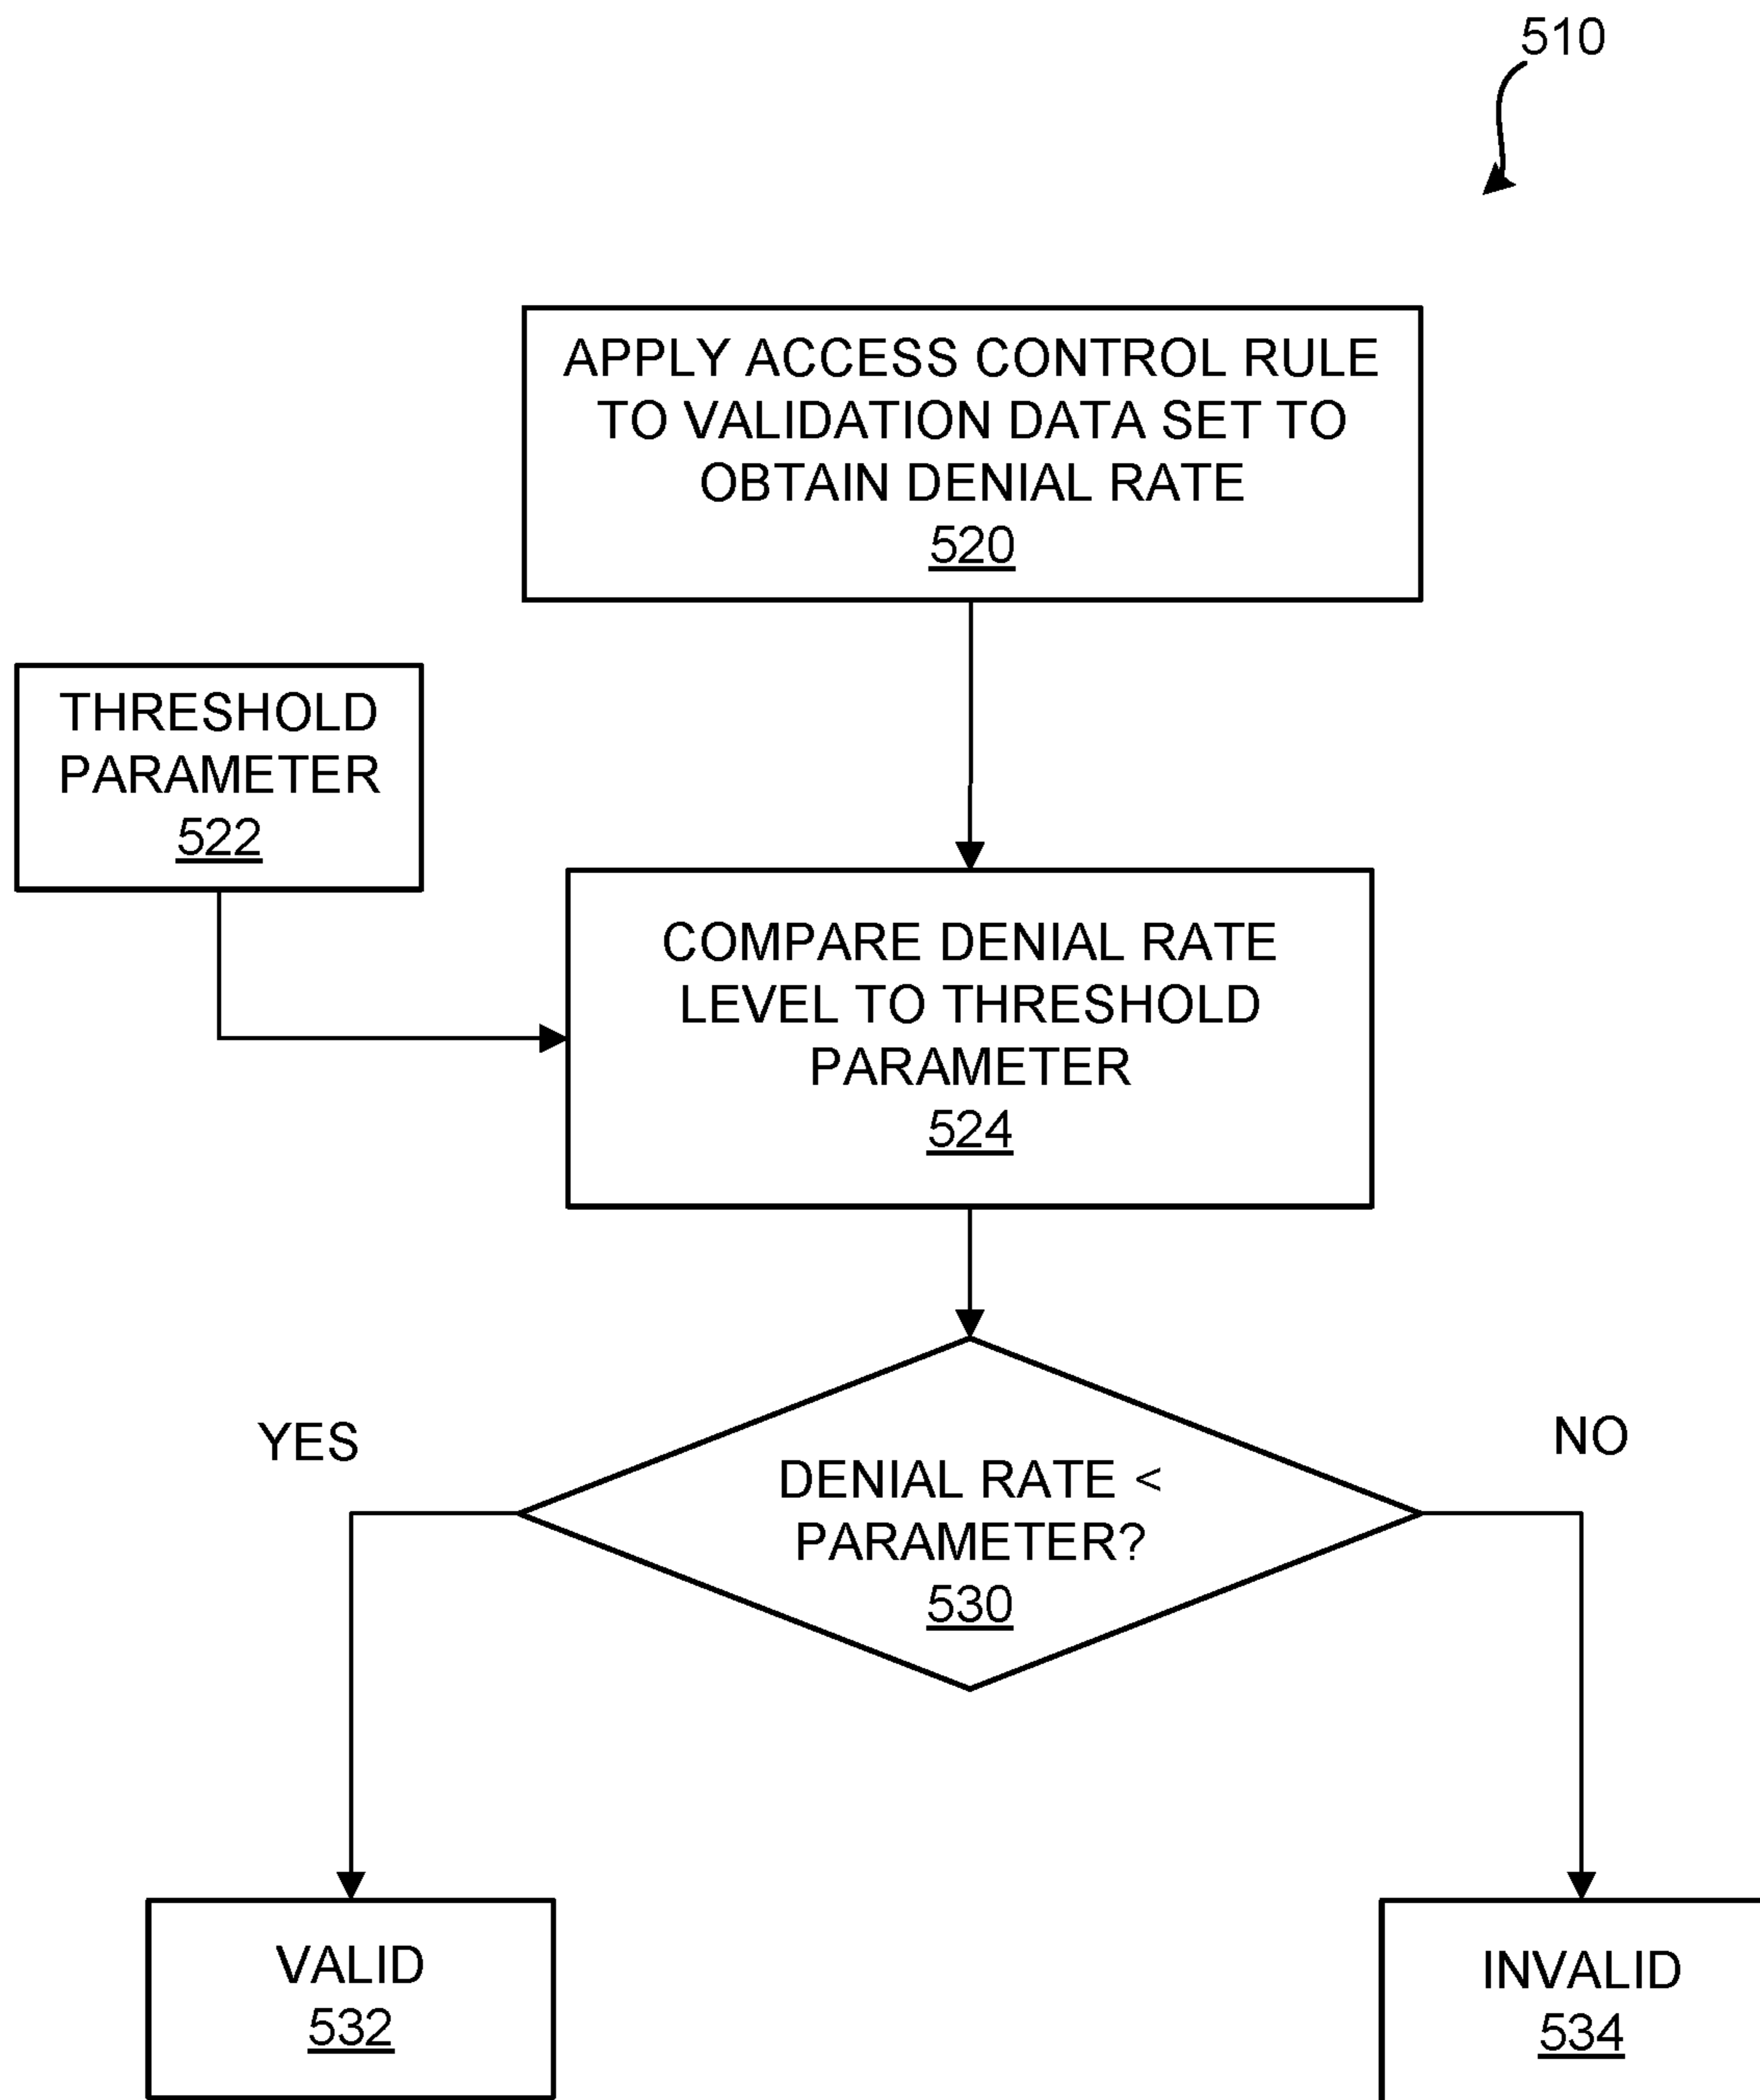 510
APPLY ACCESS CONTROL RULE
TO VALIDATION DATA SET TO
OBTAIN DENIAL RATE
520
THRESHOLD
PARAMETER
522
COMPARE DENIAL RATE
LEVEL TO THRESHOLD
PARAMETER
524
YES
NO
DENIAL RATE <
PARAMETER?
530
VALID
532
INVALID
534